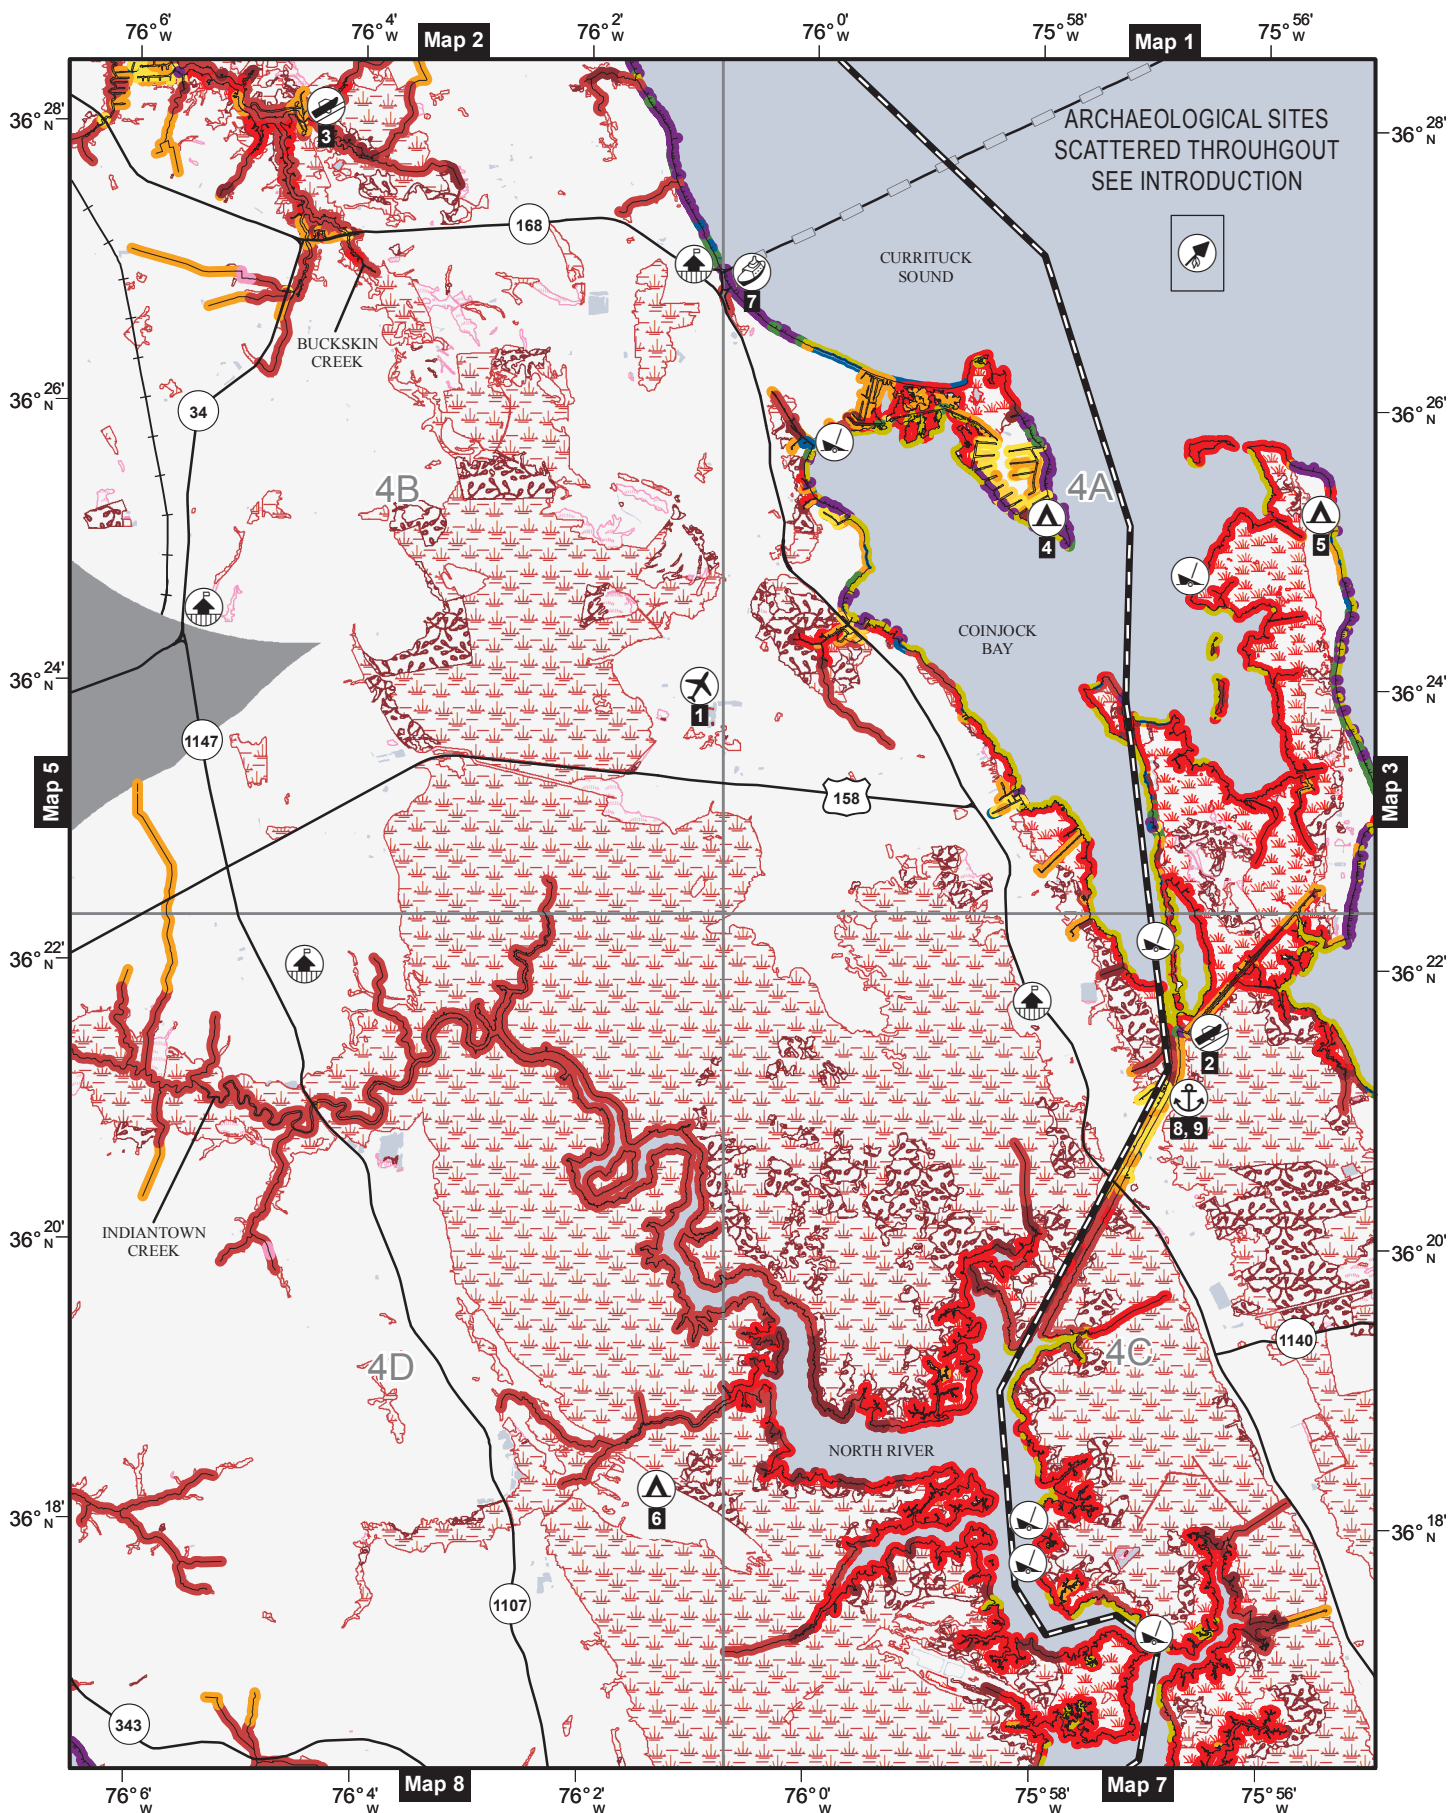 76° 6' W
76° 4' W
Map 2
76° 2' W
76° 0' W
75° 58' W
Map 1
75° 56' W
36° 28' N
36° 28' N
ARCHAEOLOGICAL SITES
SCATTERED THROUHGOUT
SEE INTRODUCTION
3
168
CURRITUCK
SOUND
7
BUCKSKIN
CREEK
36° 26' N
36° 26' N
34
4B
4A
4
5
COINJOCK
BAY
36° 24' N
36° 24' N
1
1147
Map 5
158
Map 3
36° 22' N
36° 22' N
2
8, 9
INDIANTOWN
CREEK
36° 20' N
36° 20' N
1140
4D
4C
NORTH RIVER
6
36° 18' N
36° 18' N
1107
343
76° 6' W
76° 4' W
Map 8
76° 2' W
76° 0' W
75° 58' W
Map 7
75° 56' W